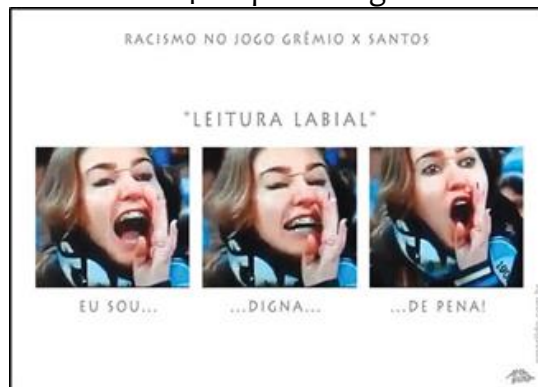 RACISMO NO JOGO GRÊMIO X SANTOS
"LEITURA LABIAL"
EU SOU...
...DIGNA...
...DE PENA!